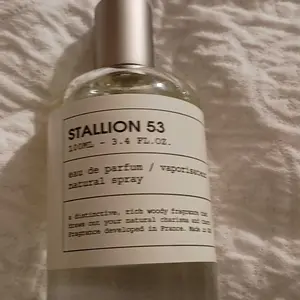 STALLION 53
100ML - 3.4 FL.OZ.
eau de parfum / vaporisateur
natural spray
a distinctive, rich woody fragrance that
draws out your natural charisma and
Fragrance developed in France. Made in